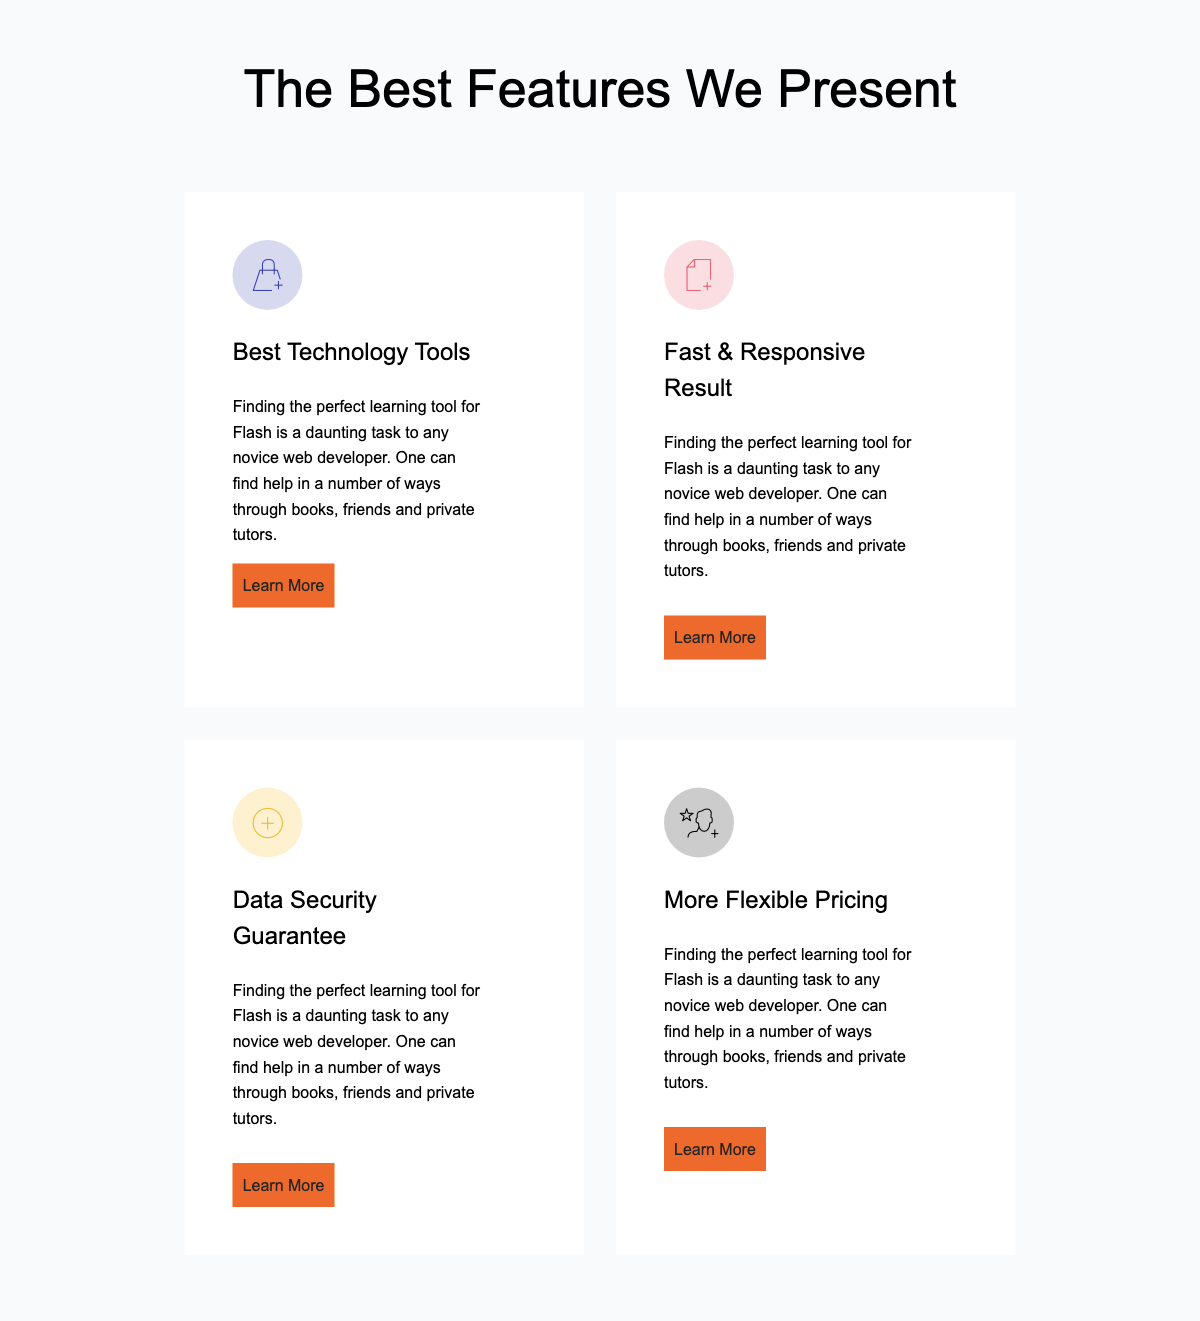 The Best Features We Present
Best Technology Tools
Finding the perfect learning tool for
Flash is a daunting task to any
novice web developer. One can
find help in a number of ways
through books, friends and private
tutors.
Learn More
Fast & Responsive
Result
Finding the perfect learning tool for
Flash is a daunting task to any
novice web developer. One can
find help in a number of ways
through books, friends and private
tutors.
Learn More
Data Security
Guarantee
Finding the perfect learning tool for
Flash is a daunting task to any
novice web developer. One can
find help in a number of ways
through books, friends and private
tutors.
Learn More
More Flexible Pricing
Finding the perfect learning tool for
Flash is a daunting task to any
novice web developer. One can
find help in a number of ways
through books, friends and private
tutors.
Learn More